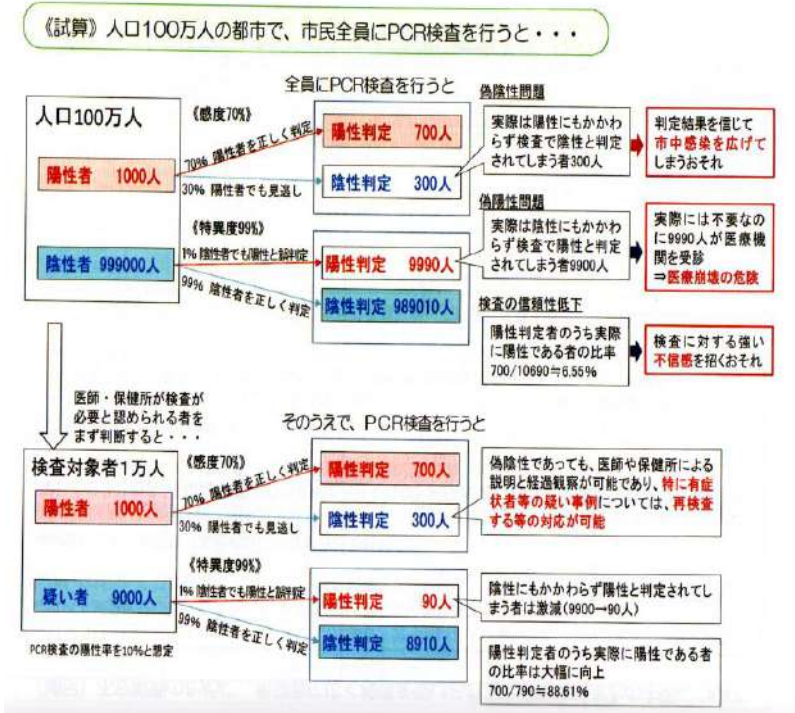 《試算》人口100万人の都市で、市民全員にPCR検査を行うと・・・
全員にPCR検査を行うと
人口100万人
陽性者 1000人
陰性者 999000人
《感度70%》
70% 陽性者を正しく判定
30% 陽性者でも見逃し
《特異度99%》
1% 陰性者でも陽性と誤判定
99% 陰性者を正しく判定
陽性判定 700人
陰性判定 300人
陽性判定 9990人
陰性判定 989010人
偽陰性問題
実際は陽性にもかかわ
らず検査で陰性と判定
されてしまう者300人
判定結果を信じて
市中感染を広げて
しまうおそれ
偽陽性問題
実際は陰性にもかかわ
らず検査で陽性と判定
されてしまう者9900人
実際には不要なの
に9990人が医療機
関を受診
⇒医療崩壊の危険
検査の信頼性低下
陽性判定者のうち実際
に陽性である者の比率
700/10690≒6.55%
検査に対する強い
不信感を招くおそれ
医師・保健所が検査が
必要と認められる者を
まず判断すると・・・
そのうえで、PCR検査を行うと
検査対象者1万人
陽性者 1000人
疑い者 9000人
PCR検査の陽性率を10%と想定
《感度70%》
70% 陽性者を正しく判定
30% 陽性者でも見逃し
《特異度99%》
1% 陰性者でも陽性と誤判定
99% 陰性者を正しく判定
陽性判定 700人
陰性判定 300人
陽性判定 90人
陰性判定 8910人
偽陰性であっても、医師や保健所による
説明と経過観察が可能であり、特に有症
状者等の疑い事例については、再検査
する等の対応が可能
陰性にもかかわらず陽性と判定されてし
まう者は激減(9900→90人)
陽性判定者のうち実際に陽性である者
の比率は大幅に向上
700/790≒88.61%